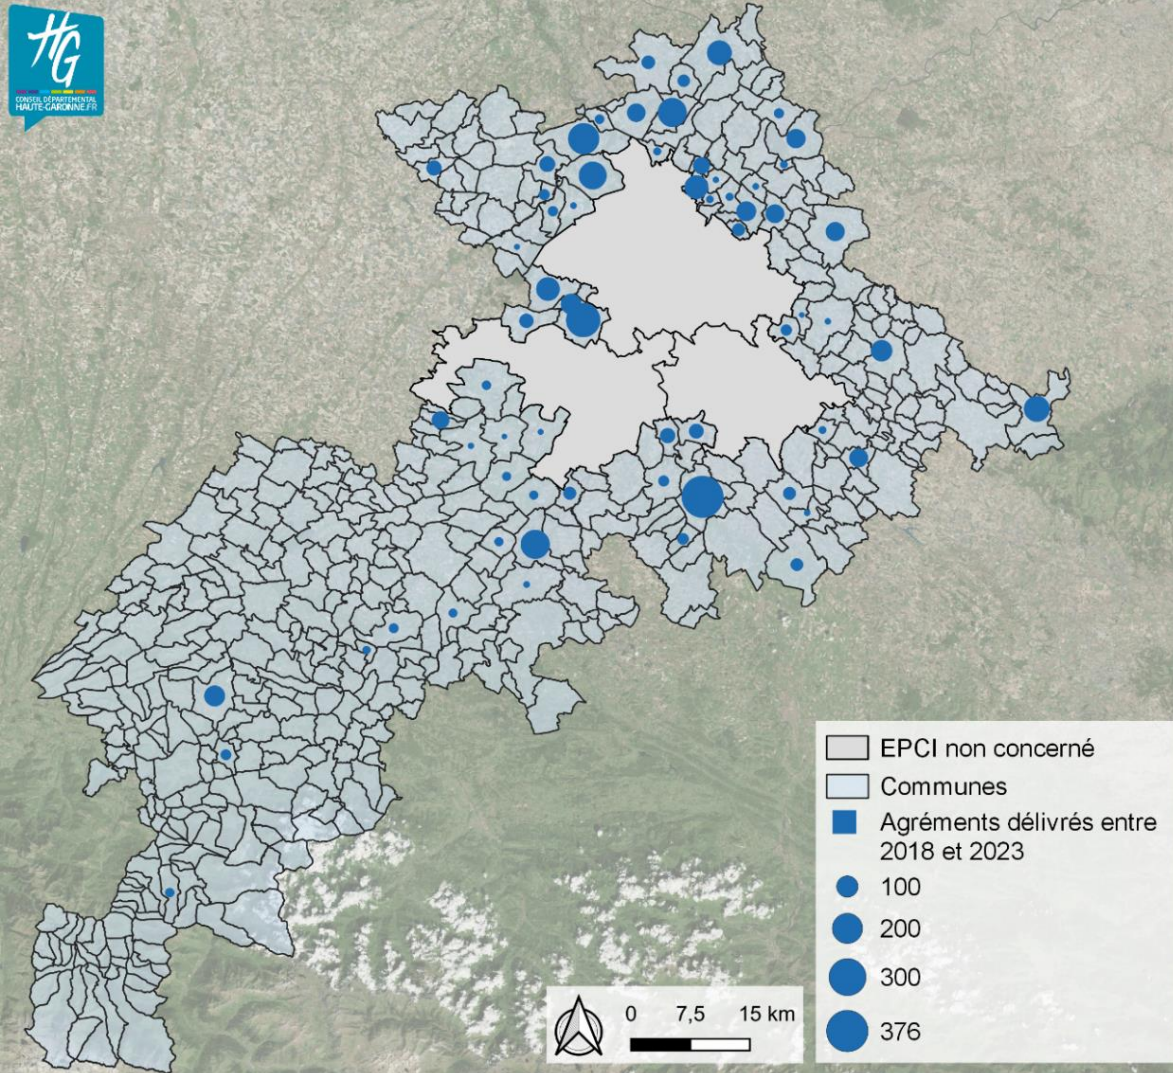 HG
CONSEIL DÉPARTEMENTAL
HAUTE-GARONNE.FR
EPCI non concerné
Communes
Agréments délivrés entre
2018 et 2023
100
200
300
376
0 7,5 15 km